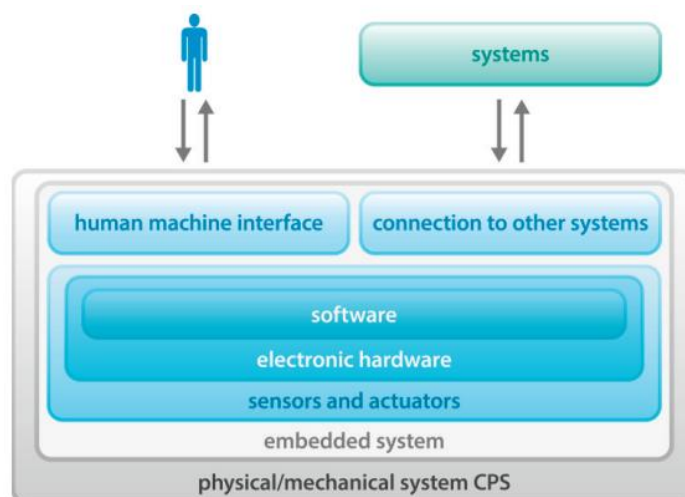 systems
human machine interface
connection to other systems
software
electronic hardware
sensors and actuators
embedded system
physical/mechanical system CPS